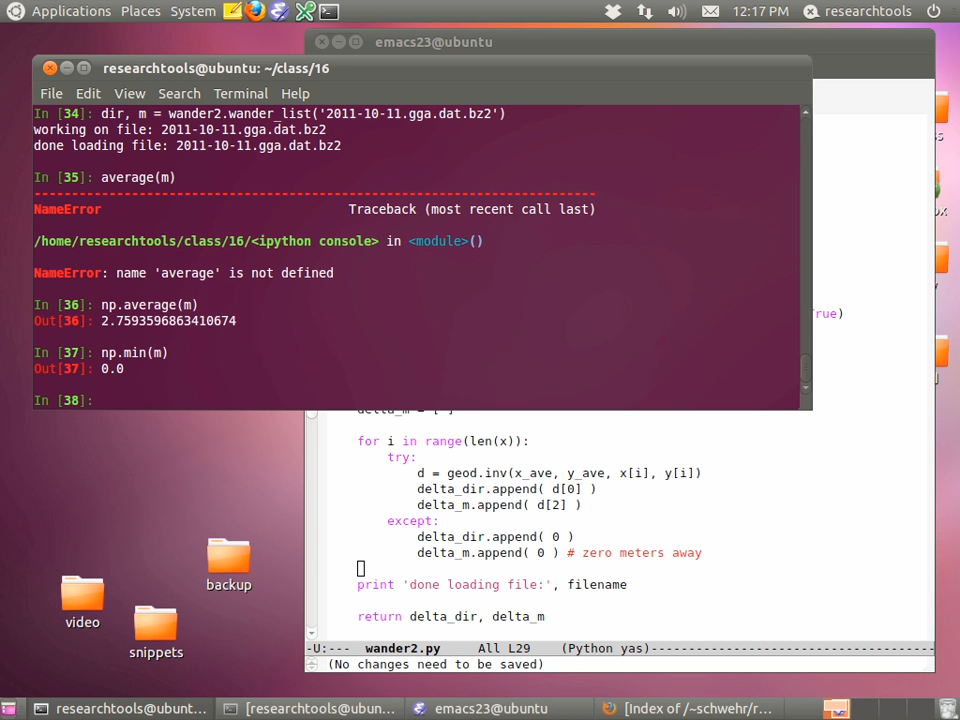 Applications Places System 12:17 PM researchtools
emacs23@ubuntu
researchtools@ubuntu: ~/class/16
File Edit View Search Terminal Help
In [34]: dir, m = wander2.wander_list('2011-10-11.gga.dat.bz2')
working on file: 2011-10-11.gga.dat.bz2
done loading file: 2011-10-11.gga.dat.bz2
In [35]: average(m)
---------------------------------------------------------------------------
NameError Traceback (most recent call last)
/home/researchtools/class/16/<ipython console> in <module>()
NameError: name 'average' is not defined
In [36]: np.average(m)
Out[36]: 2.7593596863410674
In [37]: np.min(m)
Out[37]: 0.0
In [38]:
for i in range(len(x)):
try:
d = geod.inv(x_ave, y_ave, x[i], y[i])
delta_dir.append( d[0] )
delta_m.append( d[2] )
except:
delta_dir.append( 0 )
delta_m.append( 0 ) # zero meters away
print 'done loading file:', filename
return delta_dir, delta_m
-U:--- wander2.py All L29 (Python yas)--------------------------------------
(No changes need to be saved)
backup
video
snippets
researchtools@ubunt... [researchtools@ubun... emacs23@ubuntu [Index of /~schwehr/r...